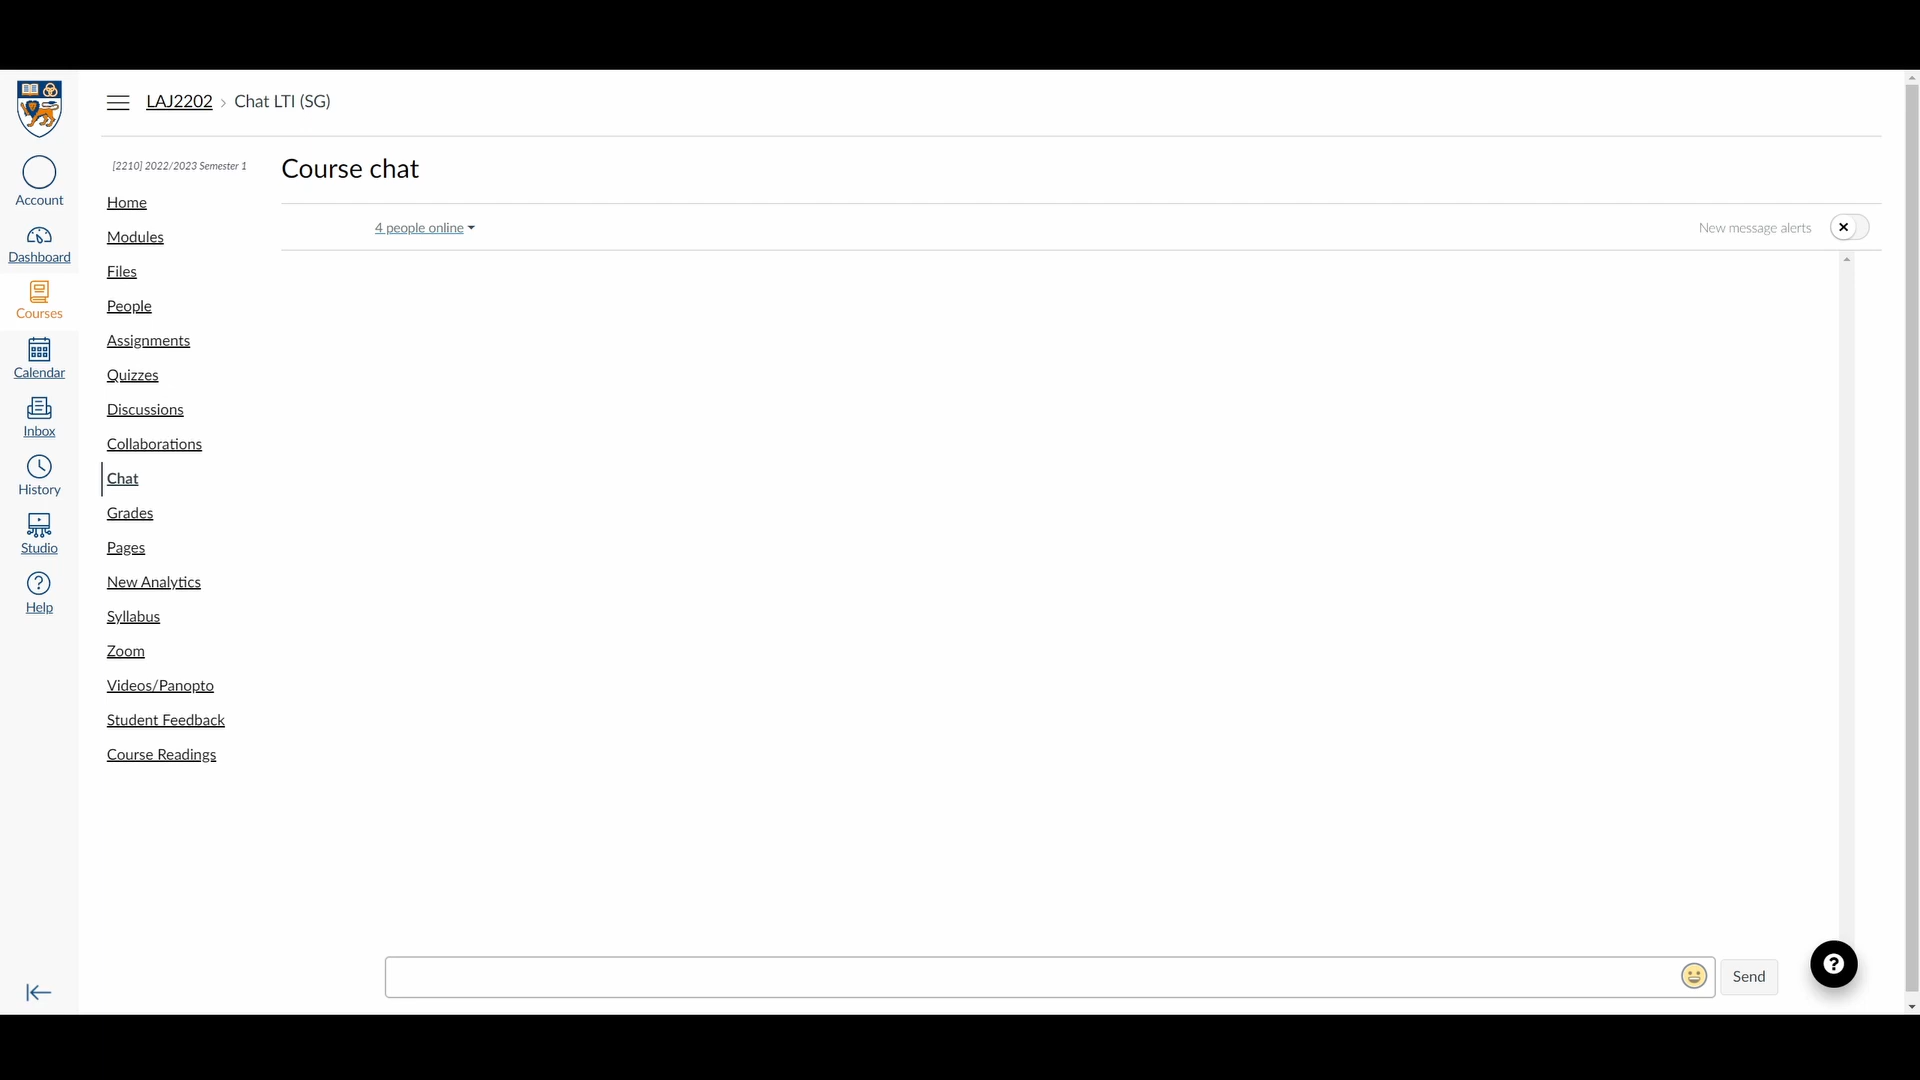 LAJ2202 > Chat LTI (SG)
[2210] 2022/2023 Semester 1
Course chat
4 people online
New message alerts
Account
Dashboard
Courses
Calendar
Inbox
History
Studio
Help
Home
Modules
Files
People
Assignments
Quizzes
Discussions
Collaborations
Chat
Grades
Pages
New Analytics
Syllabus
Zoom
Videos/Panopto
Student Feedback
Course Readings
Send